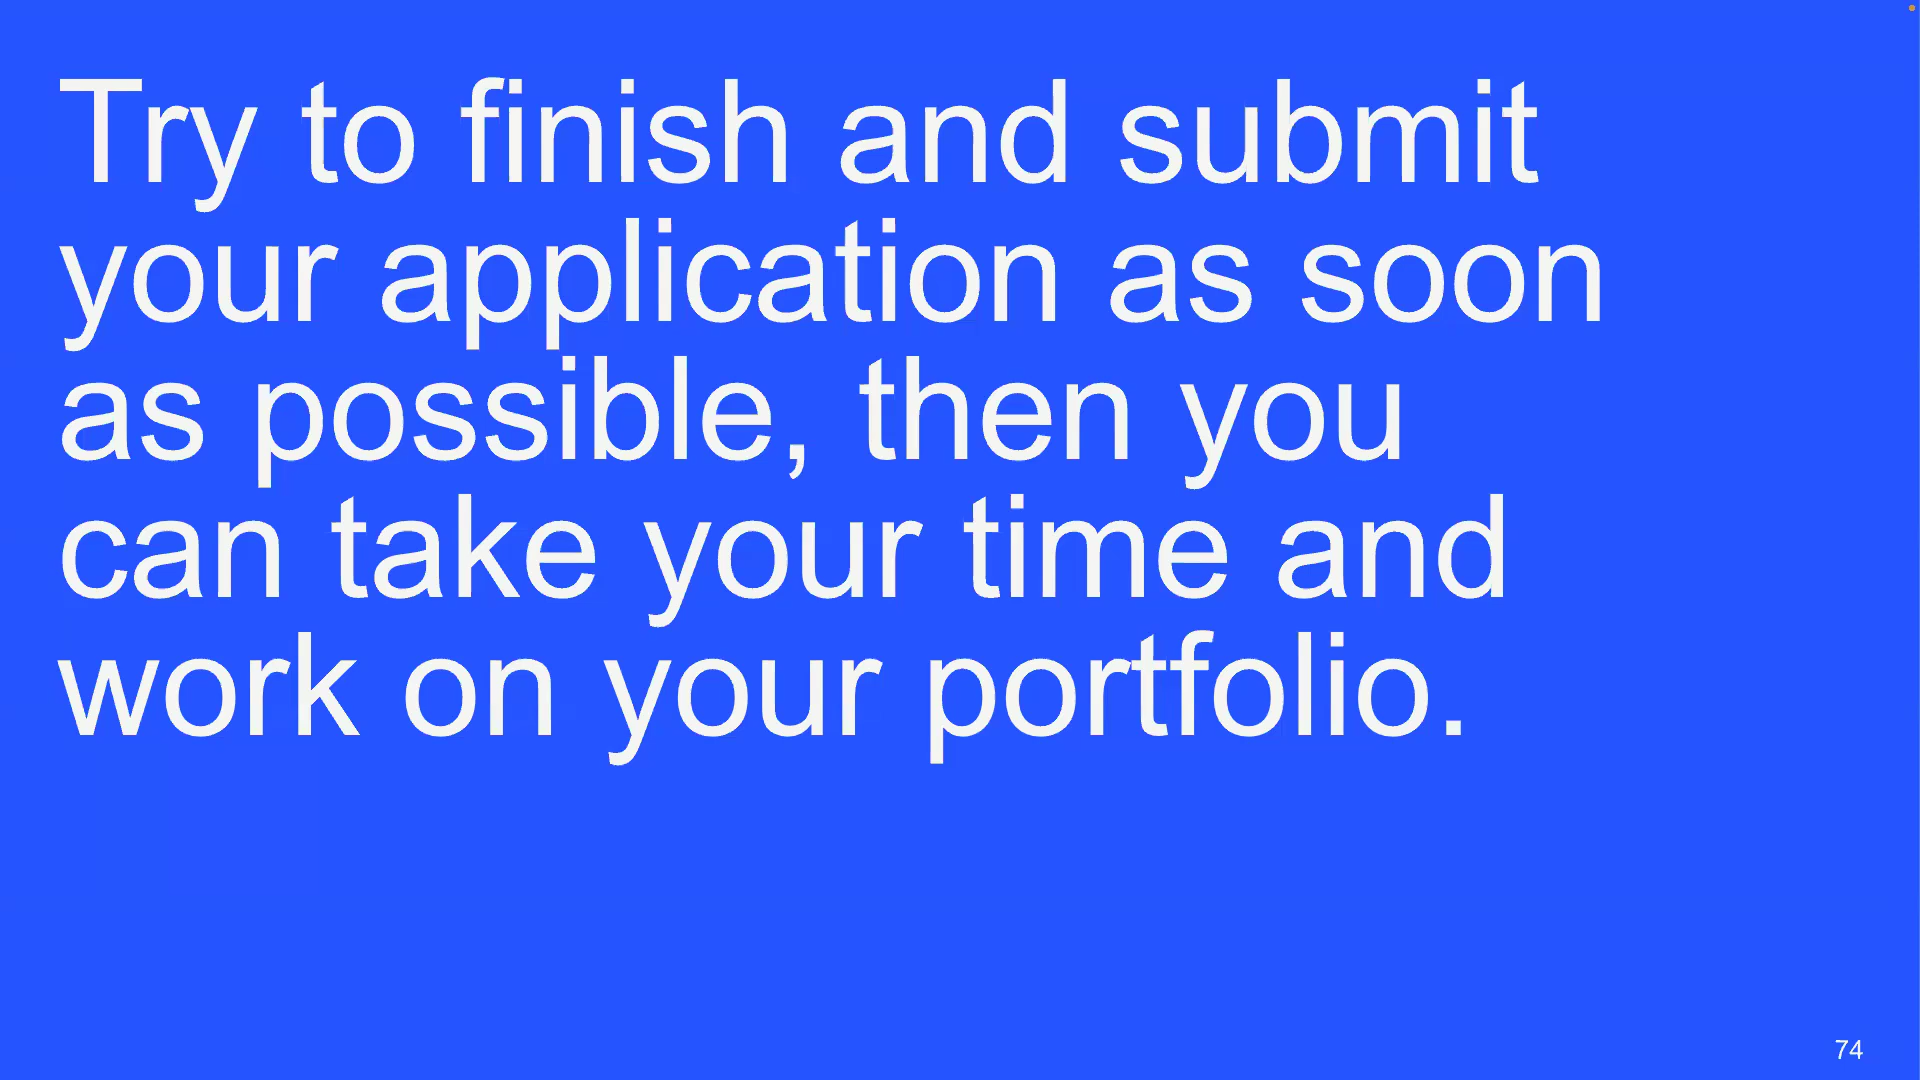 Try to finish and submit
your application as soon
as possible, then you
can take your time and
work on your portfolio.
74